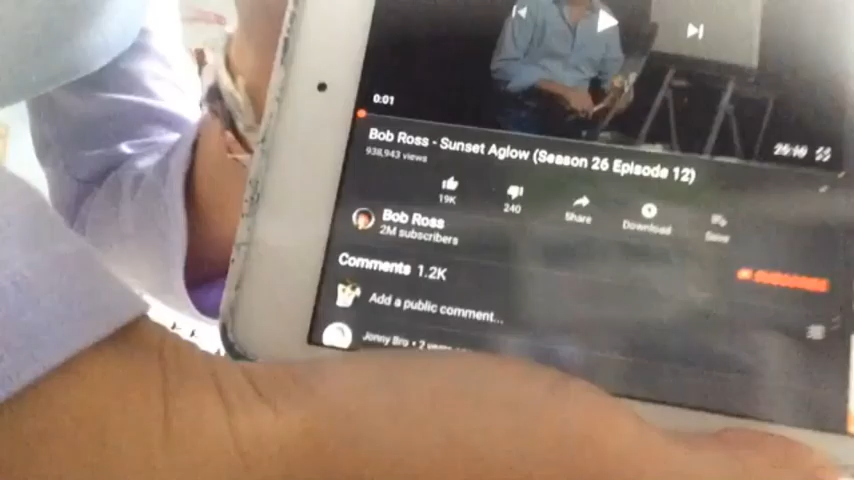 0:01
Bob Ross - Sunset Aglow (Season 26 Episode 12)
938,943 views
19K
240
Share
Download
Save
Bob Ross
2M subscribers
Comments 1.2K
Add a public comment...
Jonny Bro • 2